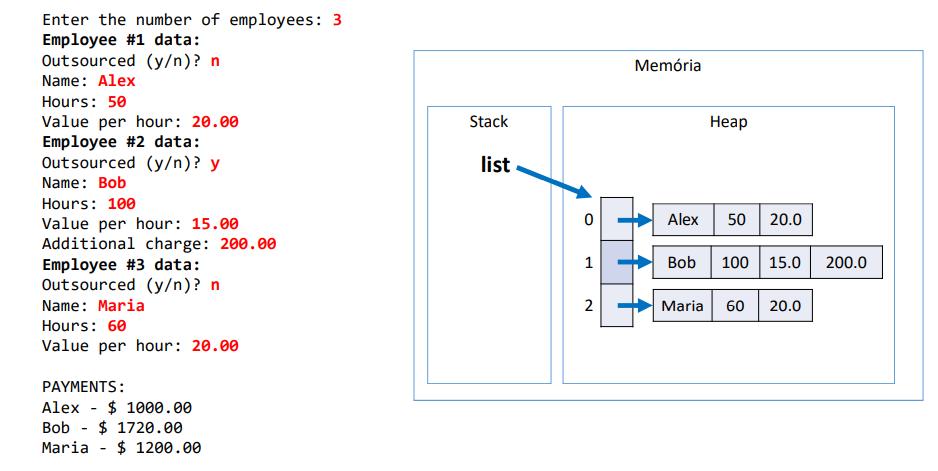 Enter the number of employees: 3
Employee #1 data:
Outsourced (y/n)? n
Name: Alex
Hours: 50
Value per hour: 20.00
Employee #2 data:
Outsourced (y/n)? y
Name: Bob
Hours: 100
Value per hour: 15.00
Additional charge: 200.00
Employee #3 data:
Outsourced (y/n)? n
Name: Maria
Hours: 60
Value per hour: 20.00
PAYMENTS:
Alex - $ 1000.00
Bob - $ 1720.00
Maria - $ 1200.00
Memória
Stack
Heap
list
0 Alex 50 20.0
1 Bob 100 15.0 200.0
2 Maria 60 20.0